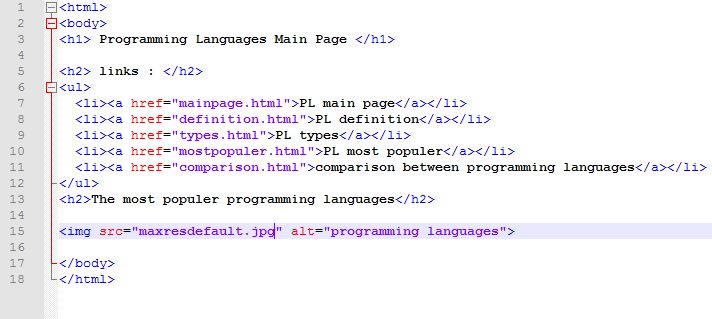 1 <html>
2 <body>
3 <h1> Programming Languages Main Page </h1>
4
5 <h2> links : </h2>
6 <ul>
7 <li><a href="mainpage.html">PL main page</a></li>
8 <li><a href="definition.html">PL definition</a></li>
9 <li><a href="types.html">PL types</a></li>
10 <li><a href="mostpopuler.html">PL most populer</a></li>
11 <li><a href="comparison.html">comparison between programming languages</a></li>
12 </ul>
13 <h2>The most populer programming languages</h2>
14
15 <img src="maxresdefault.jpg" alt="programming languages">
16
17 </body>
18 </html>